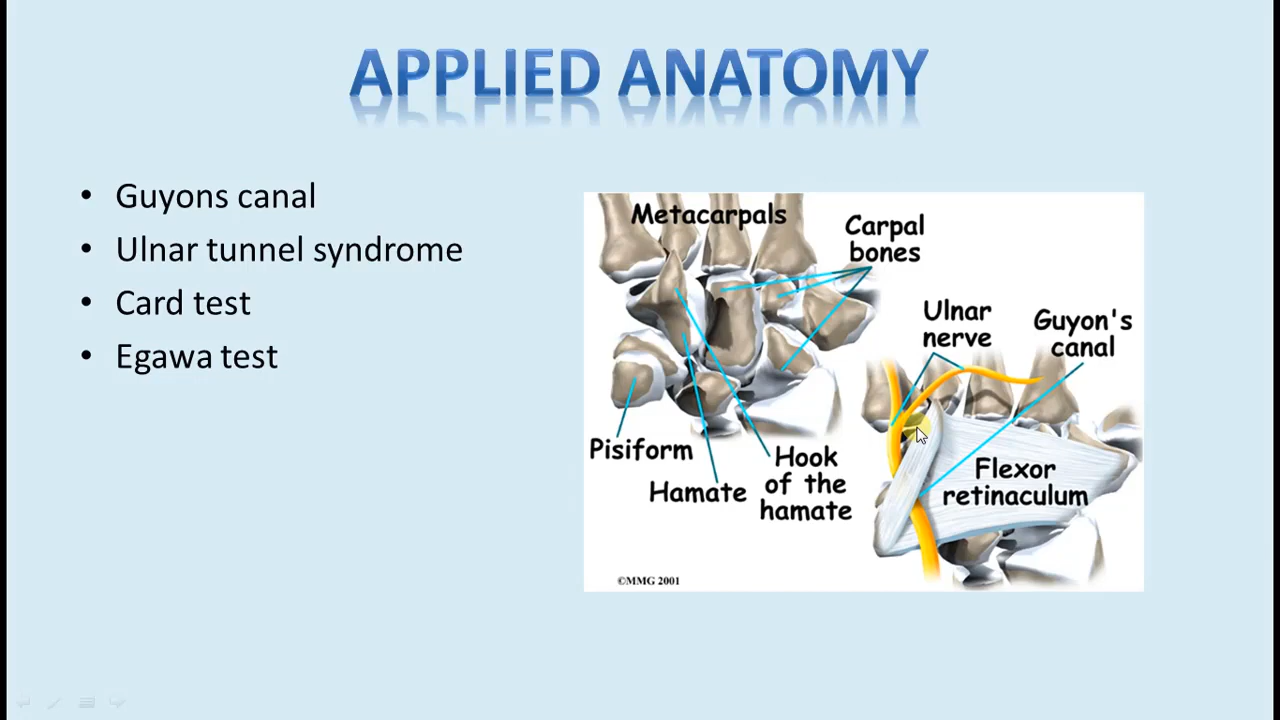 APPLIED ANATOMY
• Guyons canal
• Ulnar tunnel syndrome
• Card test
• Egawa test
Metacarpals
Carpal
bones
Ulnar
nerve
Guyon's
canal
Pisiform
Hamate
Hook
of the
hamate
Flexor
retinaculum
©MMG 2001